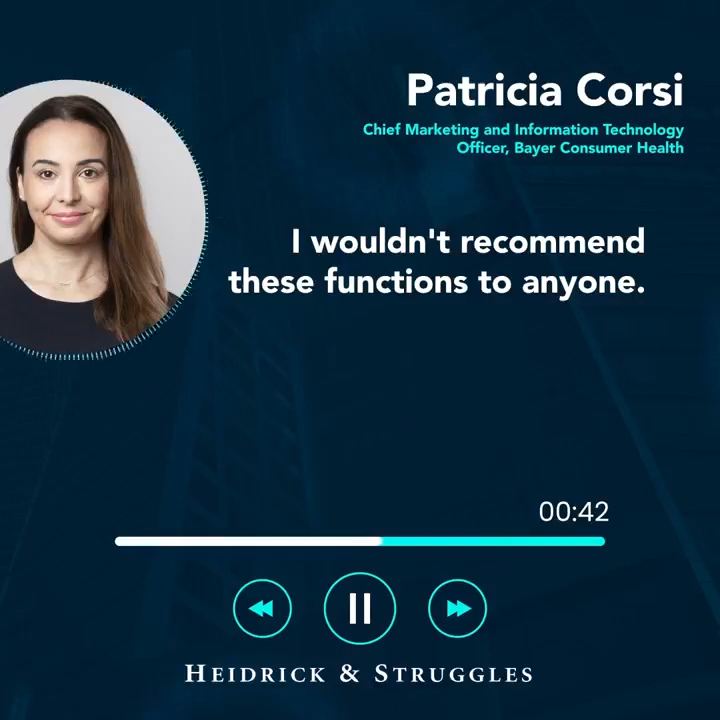 Patricia Corsi
Chief Marketing and Information Technology
Officer, Bayer Consumer Health
I wouldn't recommend
these functions to anyone.
00:42
HEIDRICK & STRUGGLES